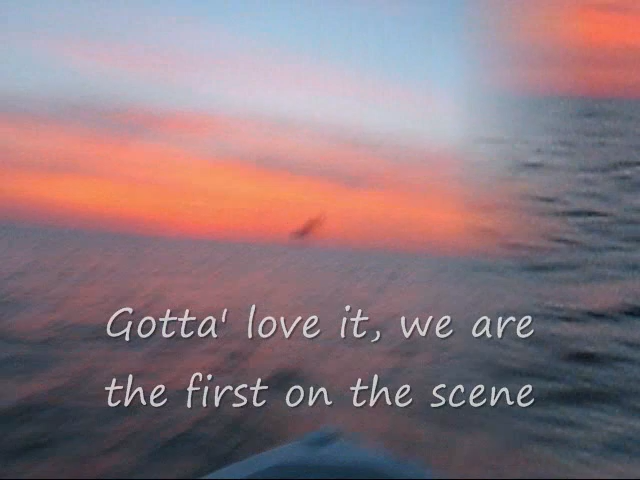 Gotta' love it, we are
the first on the scene